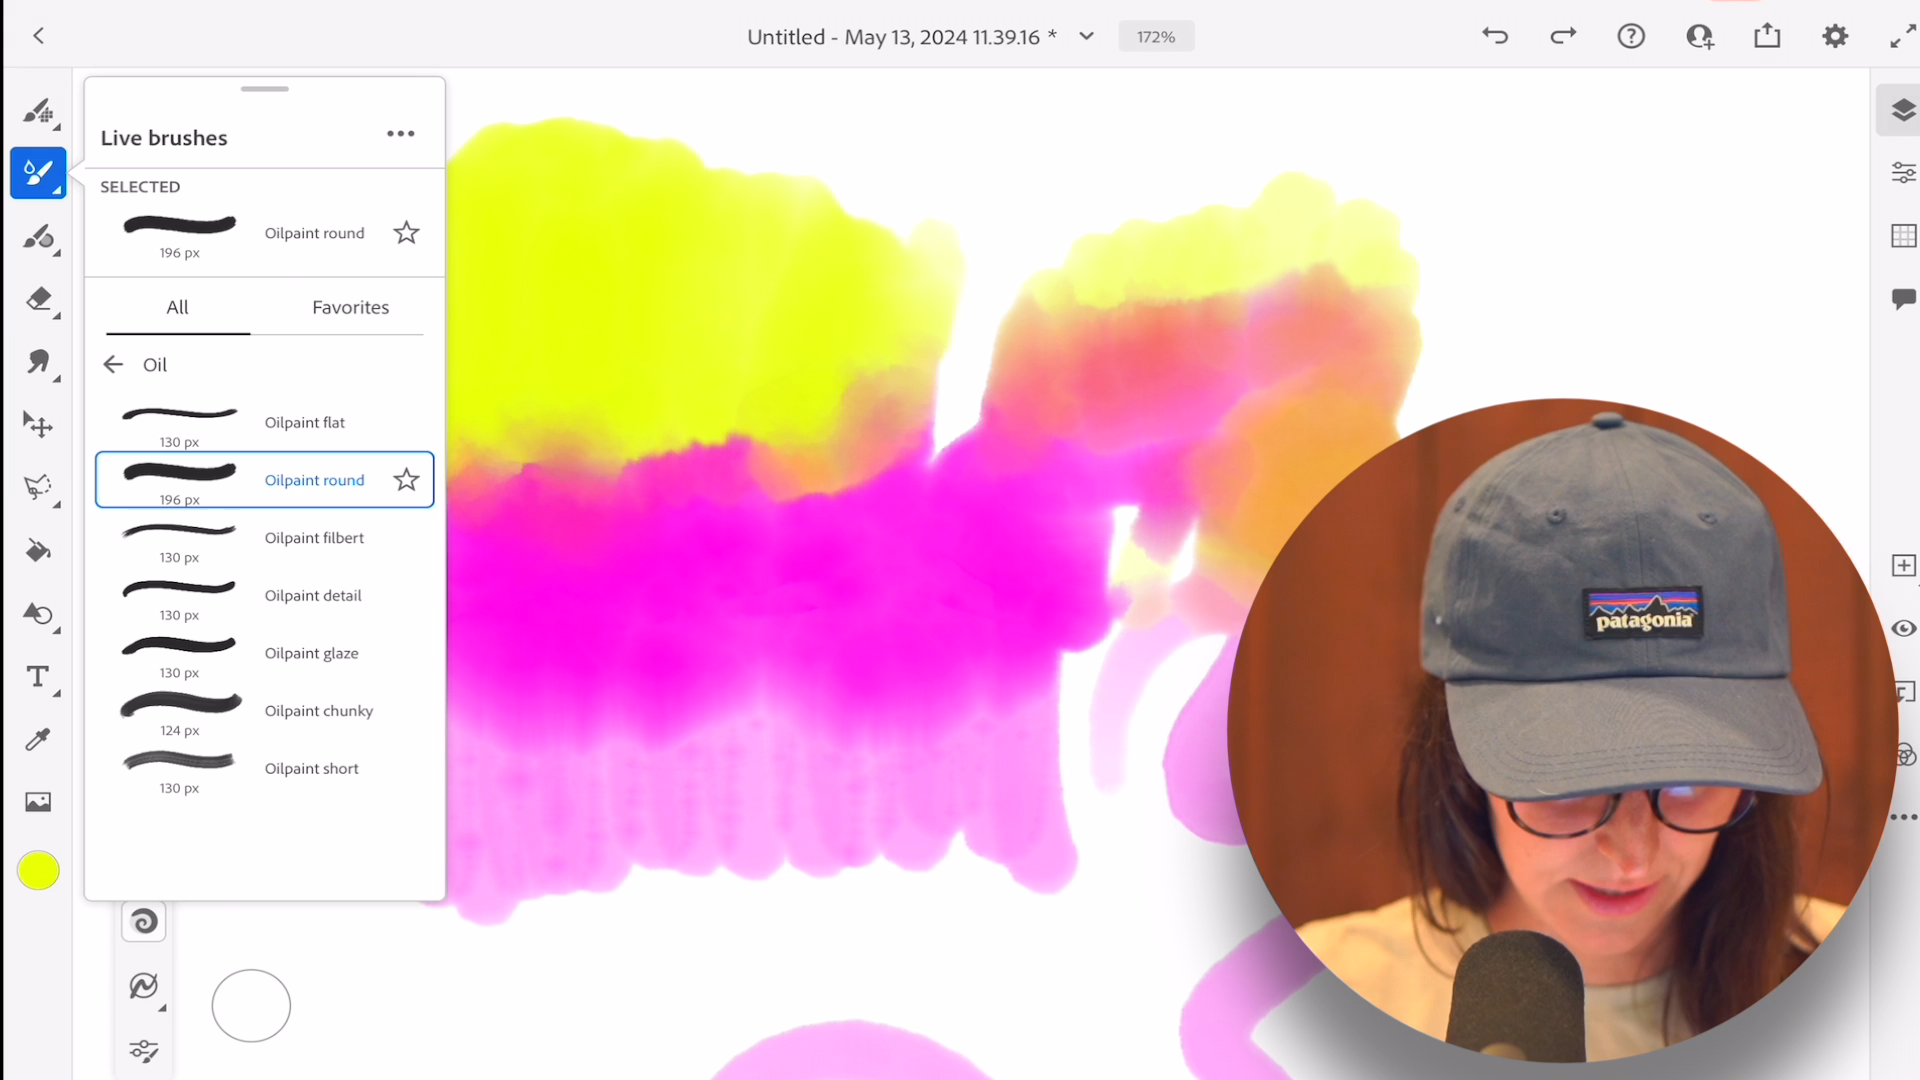 Untitled - May 13, 2024 11.39.16 *
172%
Live brushes
SELECTED
Oilpaint round
196 px
All
Favorites
Oil
Oilpaint flat
130 px
Oilpaint round
196 px
Oilpaint filbert
130 px
Oilpaint detail
130 px
Oilpaint glaze
130 px
Oilpaint chunky
124 px
Oilpaint short
130 px
T
patagonia